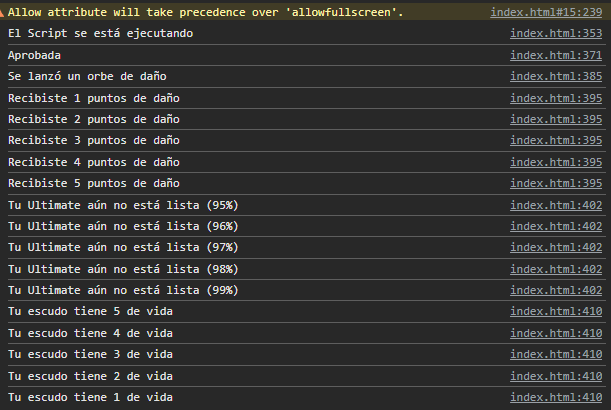 Allow attribute will take precedence over 'allowfullscreen'. index.html#15:239
El Script se está ejecutando index.html:353
Aprobada index.html:371
Se lanzó un orbe de daño index.html:385
Recibiste 1 puntos de daño index.html:395
Recibiste 2 puntos de daño index.html:395
Recibiste 3 puntos de daño index.html:395
Recibiste 4 puntos de daño index.html:395
Recibiste 5 puntos de daño index.html:395
Tu Ultimate aún no está lista (95%) index.html:402
Tu Ultimate aún no está lista (96%) index.html:402
Tu Ultimate aún no está lista (97%) index.html:402
Tu Ultimate aún no está lista (98%) index.html:402
Tu Ultimate aún no está lista (99%) index.html:402
Tu escudo tiene 5 de vida index.html:410
Tu escudo tiene 4 de vida index.html:410
Tu escudo tiene 3 de vida index.html:410
Tu escudo tiene 2 de vida index.html:410
Tu escudo tiene 1 de vida index.html:410